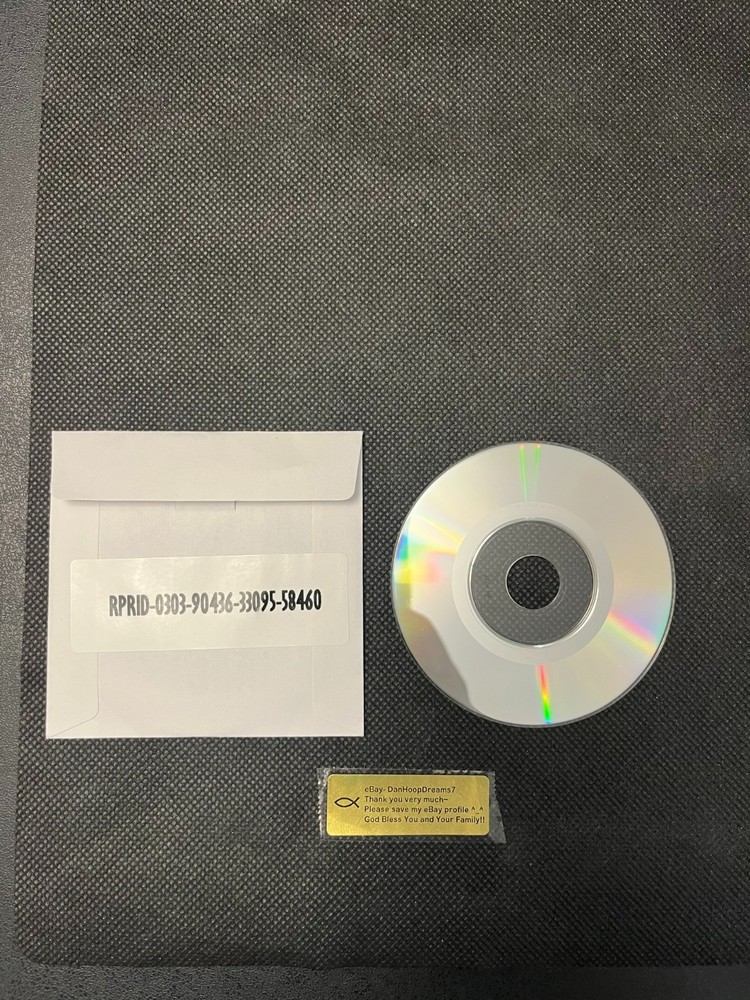 RPRID-0303-90436-33095-58460
eBay- DanHoopDreams7
Thank you very much~
Please save my eBay profile ^_^
God Bless You and Your Family!!